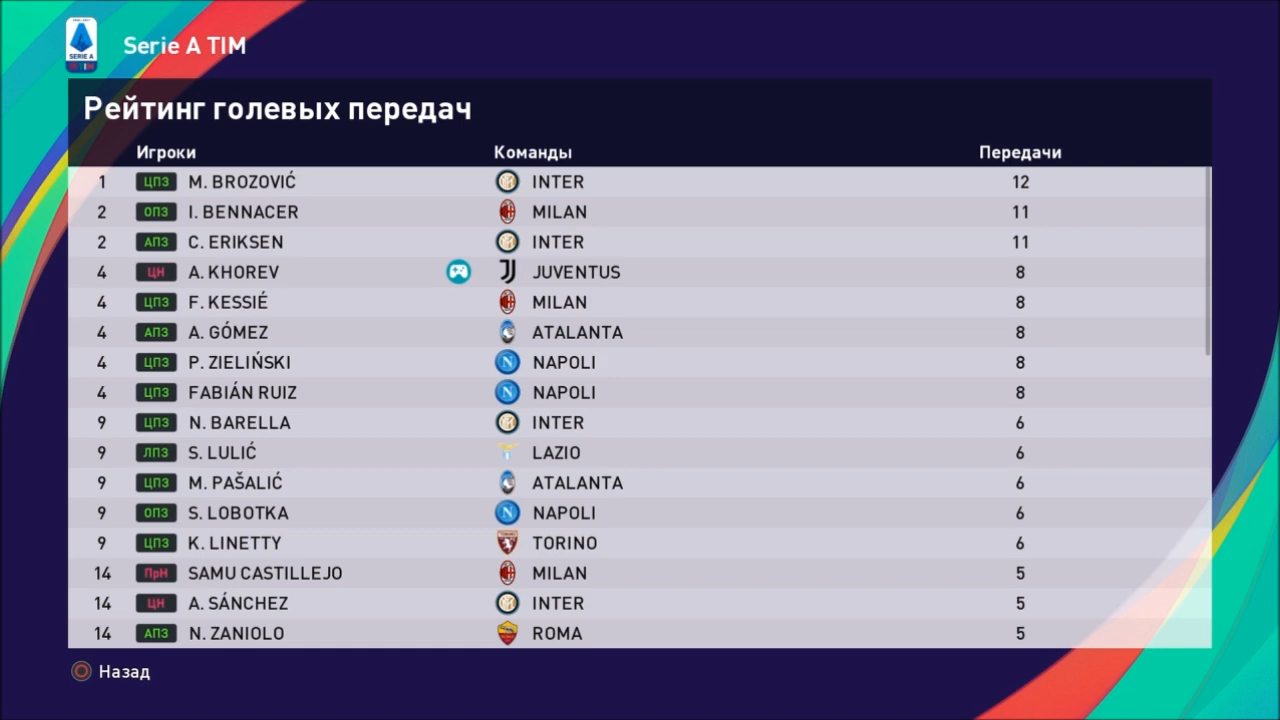 Serie A TIM
Рейтинг голевых передач
Игроки Команды Передачи
1 ЦПЗ M. BROZOVIĆ INTER 12
2 ОПЗ I. BENNACER MILAN 11
2 АПЗ C. ERIKSEN INTER 11
4 ЦН A. KHOREV JUVENTUS 8
4 ЦПЗ F. KESSIÉ MILAN 8
4 АПЗ A. GÓMEZ ATALANTA 8
4 ЦПЗ P. ZIELIŃSKI NAPOLI 8
4 ЦПЗ FABIÁN RUIZ NAPOLI 8
9 ЦПЗ N. BARELLA INTER 6
9 ЛПЗ S. LULIĆ LAZIO 6
9 ЦПЗ M. PAŠALIĆ ATALANTA 6
9 ОПЗ S. LOBOTKA NAPOLI 6
9 ЦПЗ K. LINETTY TORINO 6
14 ПрН SAMU CASTILLEJO MILAN 5
14 ЦН A. SÁNCHEZ INTER 5
14 АПЗ N. ZANIOLO ROMA 5
Назад